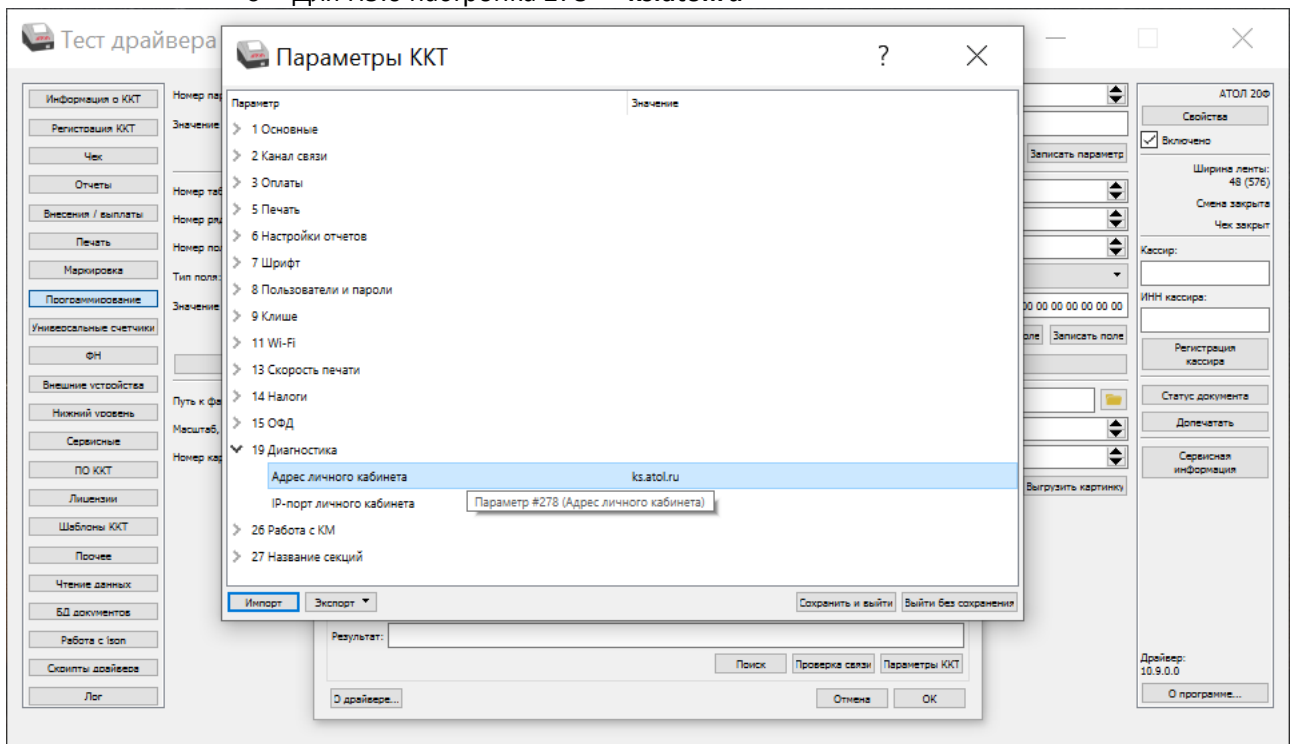 Тест драйвера
Параметры ККТ
?
Информация о ККТ
Регистрация ККТ
Чек
Отчеты
Внесения / выплаты
Печать
Маркировка
Программирование
Универсальные счетчики
ФН
Внешние устройства
Нижний уровень
Сервисные
ПО ККТ
Лицензии
Шаблоны ККТ
Прочее
Чтение данных
БД документов
Работа с json
Скрипты драйвера
Лог
Номер пар
Значение
Номер таб
Номер ряд
Номер пол
Тип поля:
Значение
Путь к фа
Масштаб,
Номер кар
Параметр Значение
1 Основные
2 Канал связи
3 Оплаты
5 Печать
6 Настройки отчетов
7 Шрифт
8 Пользователи и пароли
9 Клише
11 Wi-Fi
13 Скорость печати
14 Налоги
15 ОФД
19 Диагностика
Адрес личного кабинета ks.atol.ru
IP-порт личного кабинета
Параметр #278 (Адрес личного кабинета)
26 Работа с КМ
27 Название секций
Импорт Экспорт Сохранить и выйти Выйти без сохранения
Результат:
Поиск Проверка связи Параметры ККТ
О драйвере... Отмена ОК
Записать параметр
00 00 00 00 00 00 00
оле Записать поле
Выгрузить картинку
АТОЛ 20Ф
Свойства
Включено
Ширина ленты:
48 (576)
Смена закрыта
Чек закрыт
Кассир:
ИНН кассира:
Регистрация
кассира
Статус документа
Допечатать
Сервисная
информация
Драйвер:
10.9.0.0
О программе...